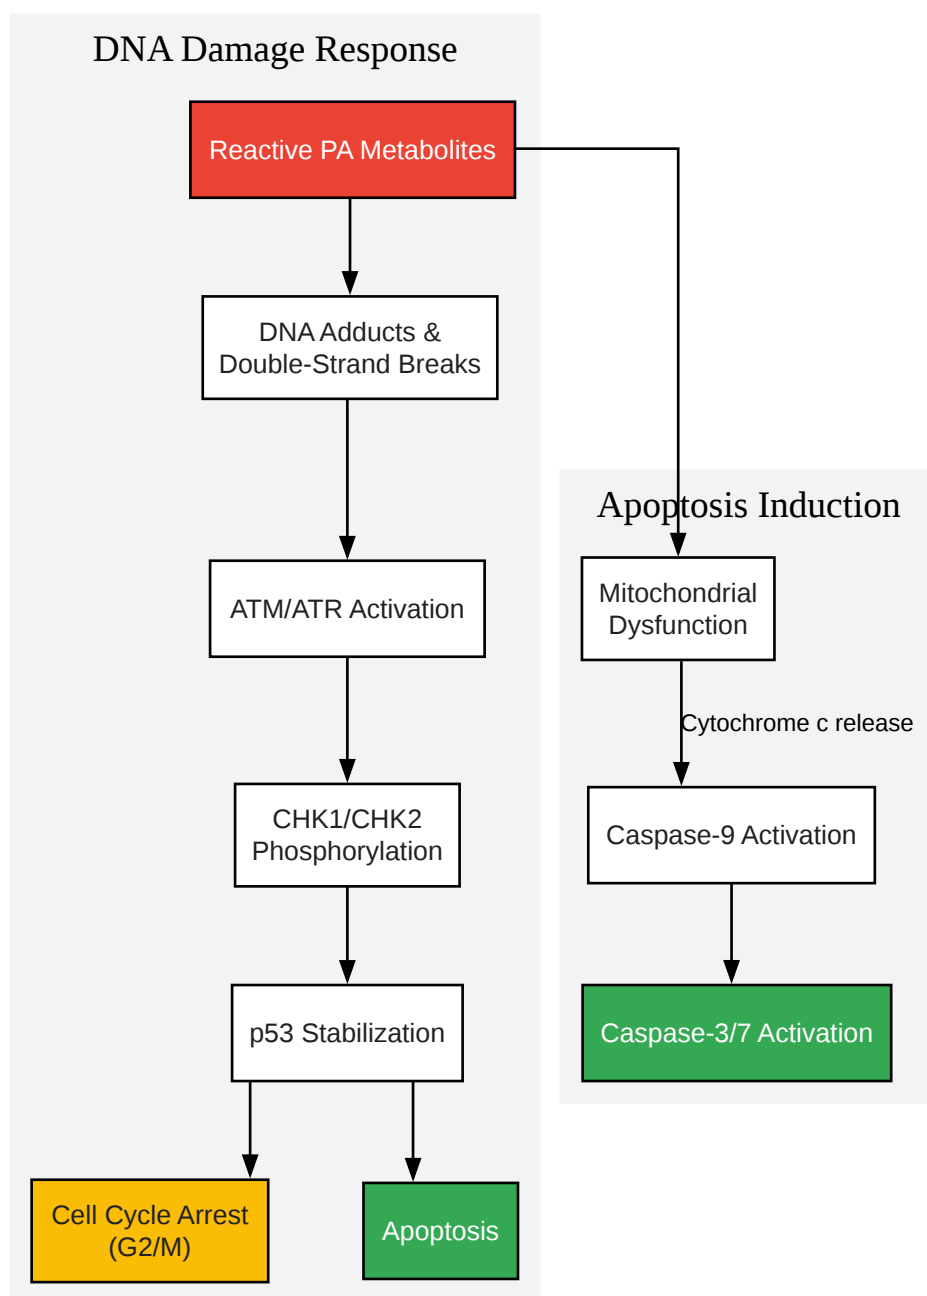 DNA Damage Response
Reactive PA Metabolites
DNA Adducts &
Double-Strand Breaks
ATM/ATR Activation
CHK1/CHK2
Phosphorylation
p53 Stabilization
Cell Cycle Arrest
(G2/M)
Apoptosis
Apoptosis Induction
Mitochondrial
Dysfunction
Cytochrome c release
Caspase-9 Activation
Caspase-3/7 Activation